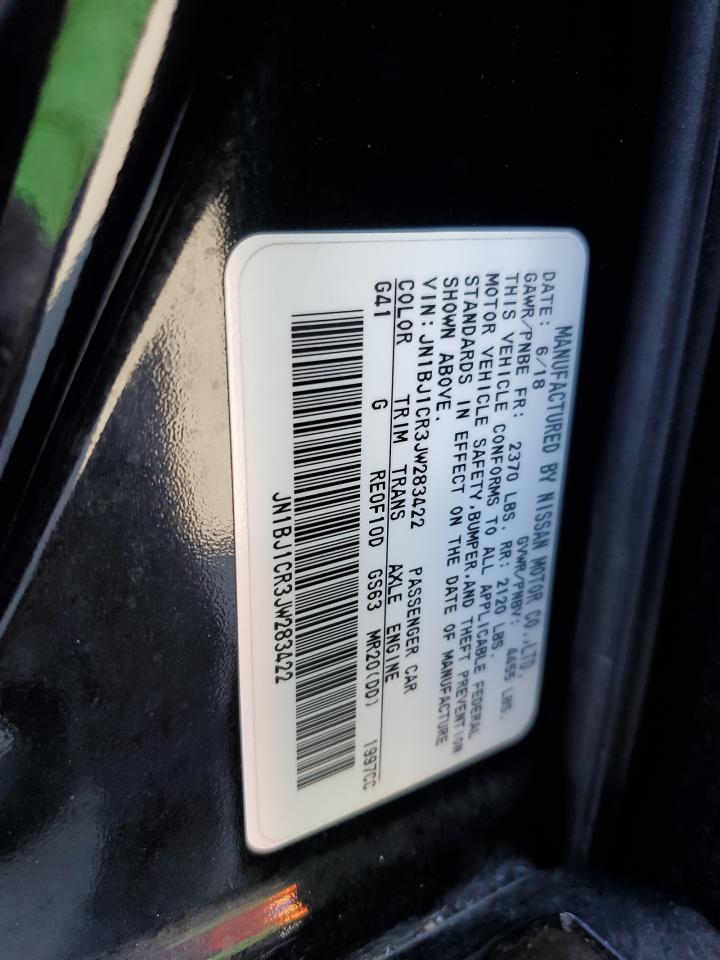 MANUFACTURED BY NISSAN MOTOR CO.,LTD.
DATE: 6/18 GVWR/PNBV: 4455 LBS.
GAWR/PNBE FR: 2370 LBS. RR: 2120 LBS.
THIS VEHICLE CONFORMS TO ALL APPLICABLE FEDERAL
MOTOR VEHICLE SAFETY,BUMPER,AND THEFT PREVENTION
STANDARDS IN EFFECT ON THE DATE OF MANUFACTURE
SHOWN ABOVE.
VIN:JN1BJ1CR3JW283422 PASSENGER CAR
COLOR TRIM TRANS AXLE ENGINE
G41 G RE0F10D GS63 MR20(DD) 1997CC
JN1BJ1CR3JW283422